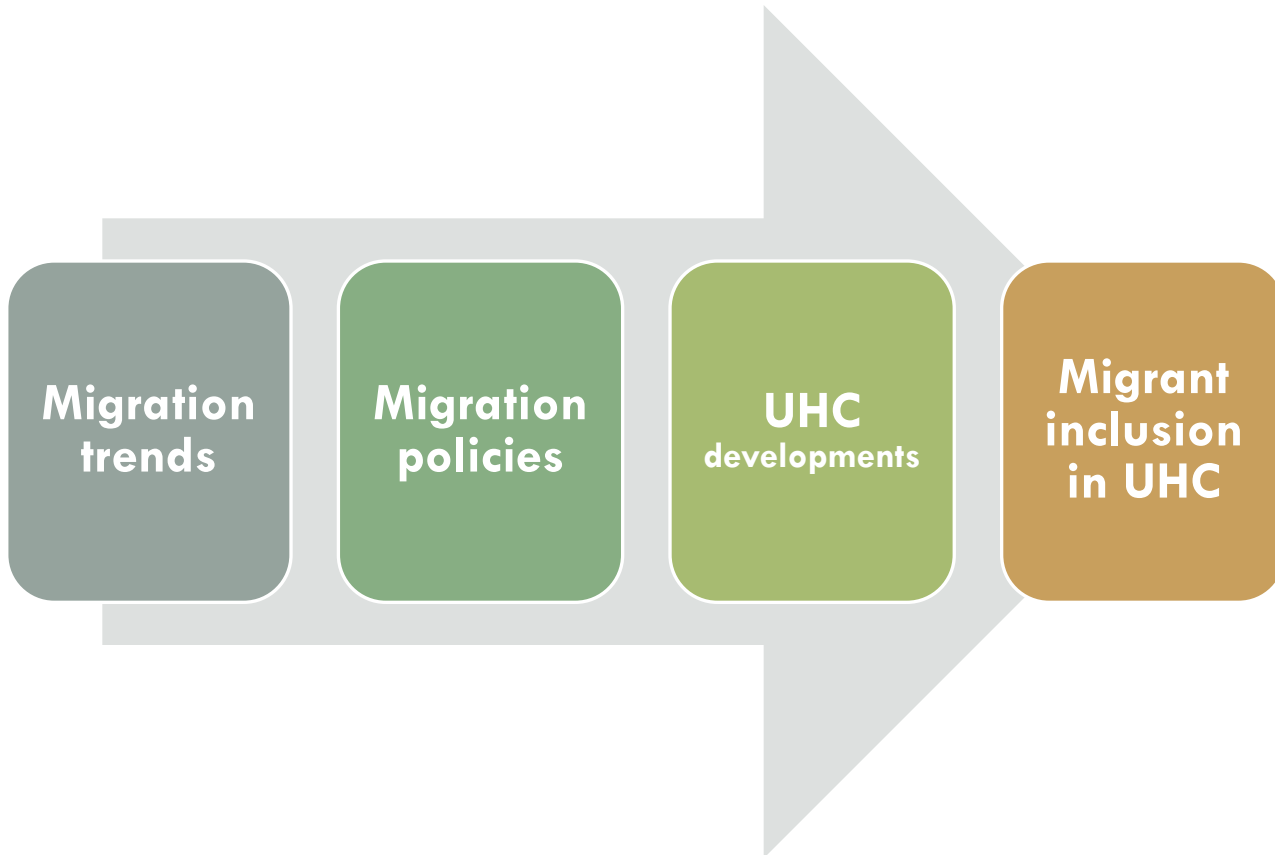 Migration
trends
Migration
policies
UHC
developments
Migrant
inclusion
in UHC